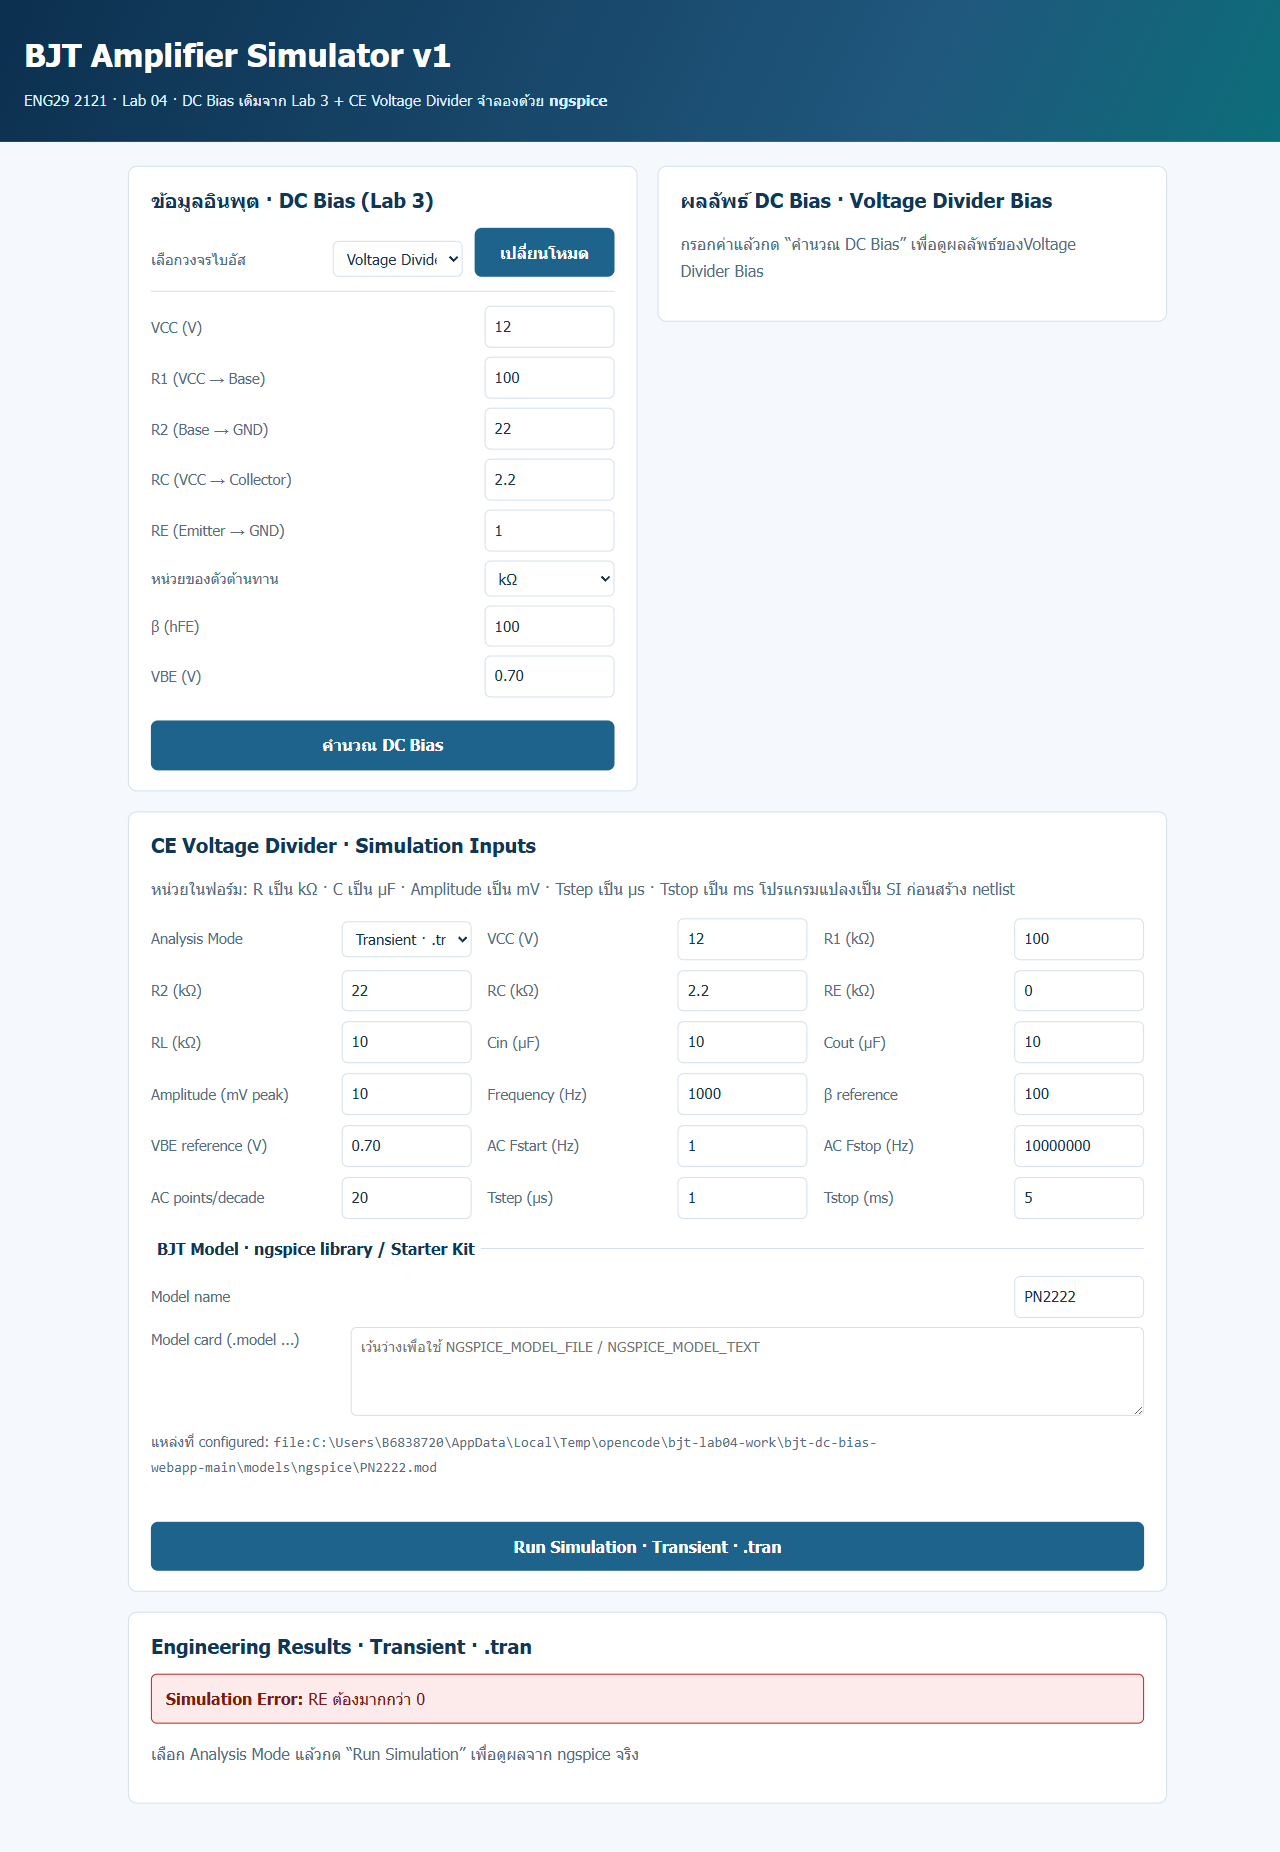 BJT Amplifier Simulator v1
ENG29 2121 · Lab 04 · DC Bias เดิมจาก Lab 3 + CE Voltage Divider จำลองด้วย ngspice
ข้อมูลอินพุต · DC Bias (Lab 3)
เลือกวงจรไบอัส
Voltage Divid
เปลี่ยนโหมด
VCC (V)
12
R1 (VCC → Base)
100
R2 (Base → GND)
22
RC (VCC → Collector)
2.2
RE (Emitter → GND)
1
หน่วยของตัวต้านทาน
kΩ
β (hFE)
100
VBE (V)
0.70
คำนวณ DC Bias
ผลลัพธ์ DC Bias · Voltage Divider Bias
กรอกค่าแล้วกด “คำนวณ DC Bias” เพื่อดูผลลัพธ์ของVoltage
Divider Bias
CE Voltage Divider · Simulation Inputs
หน่วยในฟอร์ม: R เป็น kΩ · C เป็น µF · Amplitude เป็น mV · Tstep เป็น µs · Tstop เป็น ms โปรแกรมแปลงเป็น SI ก่อนสร้าง netlist
Analysis Mode Transient · .tr VCC (V) 12 R1 (kΩ) 100
R2 (kΩ) 22 RC (kΩ) 2.2 RE (kΩ) 0
RL (kΩ) 10 Cin (µF) 10 Cout (µF) 10
Amplitude (mV peak) 10 Frequency (Hz) 1000 β reference 100
VBE reference (V) 0.70 AC Fstart (Hz) 1 AC Fstop (Hz) 10000000
AC points/decade 20 Tstep (µs) 1 Tstop (ms) 5
BJT Model · ngspice library / Starter Kit
Model name PN2222
Model card (.model ...)
เว้นว่างเพื่อใช้ NGSPICE_MODEL_FILE / NGSPICE_MODEL_TEXT
แหล่งที่ configured: file:C:\Users\B6838720\AppData\Local\Temp\opencode\bjt-lab04-work\bjt-dc-bias-
webapp-main\models\ngspice\PN2222.mod
Run Simulation · Transient · .tran
Engineering Results · Transient · .tran
Simulation Error: RE ต้องมากกว่า 0
เลือก Analysis Mode แล้วกด “Run Simulation” เพื่อดูผลจาก ngspice จริง